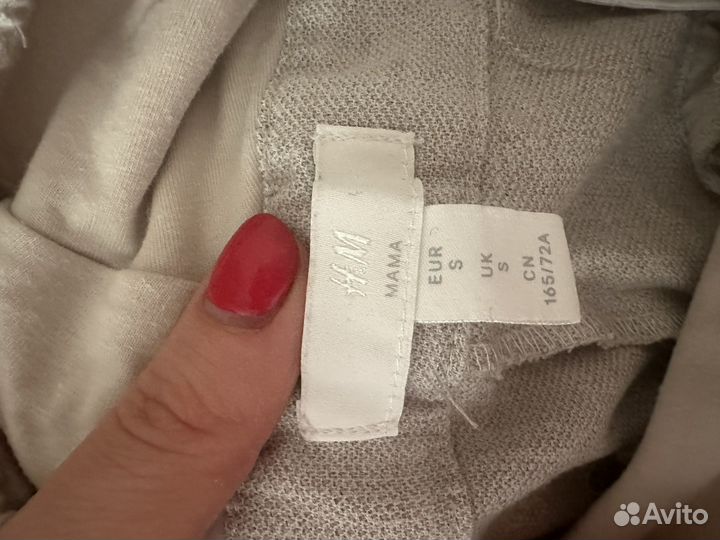 H&M
MAMA
EUR
S
UK
S
CN
165/72A
Avito